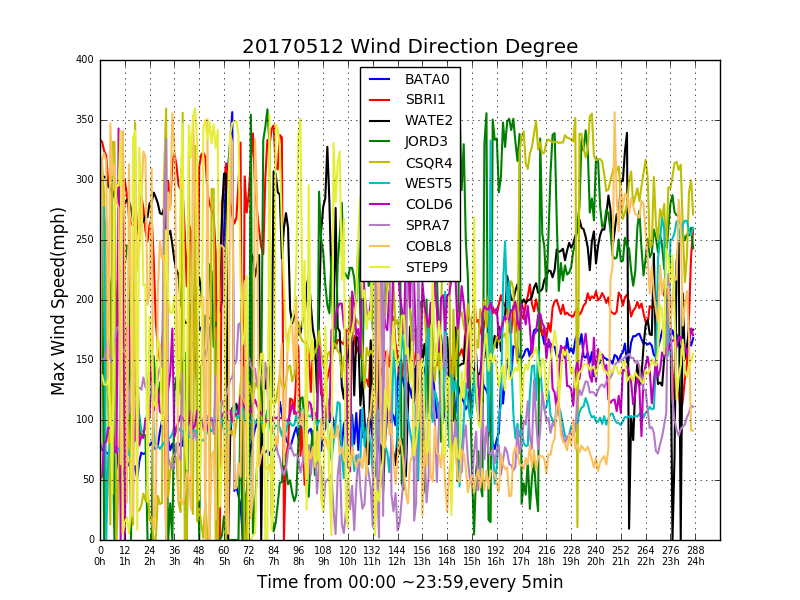 20170512 Wind Direction Degree
400
350
300
250
200
150
100
50
0
Max Wind Speed(mph)
BATA0
SBRI1
WATE2
JORD3
CSQR4
WEST5
COLD6
SPRA7
COBL8
STEP9
0 12 24 36 48 60 72 84 96 108 120 132 144 156 168 180 192 204 216 228 240 252 264 276 288
0h 1h 2h 3h 4h 5h 6h 7h 8h 9h 10h 11h 12h 13h 14h 15h 16h 17h 18h 19h 20h 21h 22h 23h 24h
Time from 00:00 ~23:59,every 5min